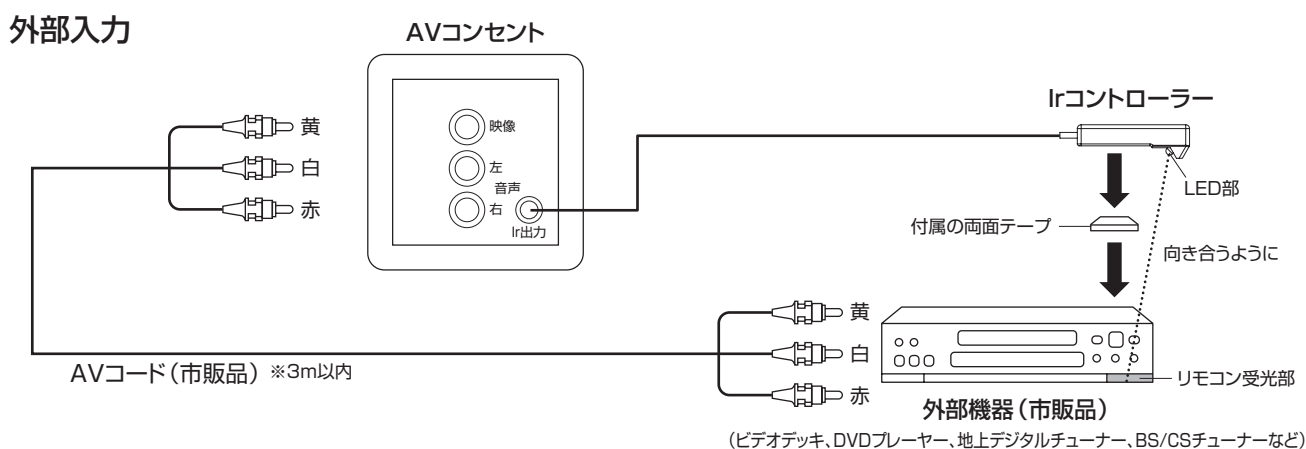 外部入力
AVコンセント
Irコントローラー
黄
白
赤
映像
左
音声
右
Ir出力
LED部
付属の両面テープ
向き合うように
黄
白
赤
AVコード（市販品） ※3m以内
リモコン受光部
外部機器（市販品）
（ビデオデッキ、DVDプレーヤー、地上デジタルチューナー、BS/CSチューナーなど）